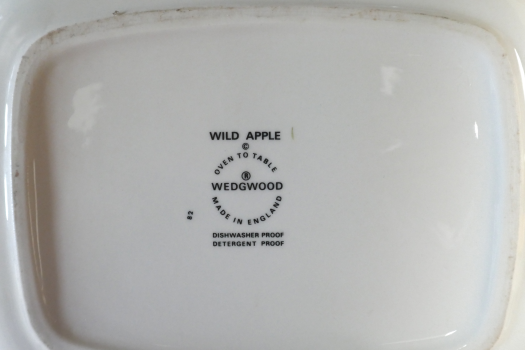 WILD APPLE
©
OVEN TO TABLE
®
WEDGWOOD
MADE IN ENGLAND
82
DISHWASHER PROOF
DETERGENT PROOF